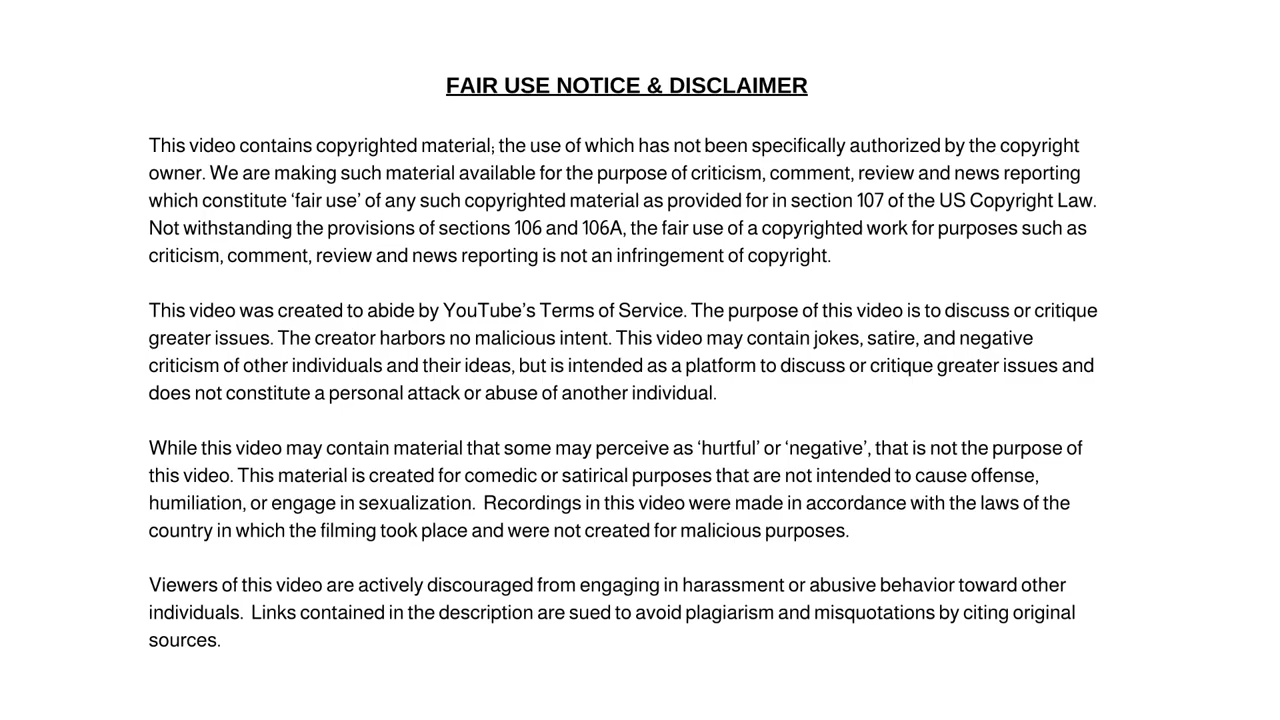 FAIR USE NOTICE & DISCLAIMER
This video contains copyrighted material; the use of which has not been specifically authorized by the copyright
owner. We are making such material available for the purpose of criticism, comment, review and news reporting
which constitute ‘fair use’ of any such copyrighted material as provided for in section 107 of the US Copyright Law.
Not withstanding the provisions of sections 106 and 106A, the fair use of a copyrighted work for purposes such as
criticism, comment, review and news reporting is not an infringement of copyright.
This video was created to abide by YouTube’s Terms of Service. The purpose of this video is to discuss or critique
greater issues. The creator harbors no malicious intent. This video may contain jokes, satire, and negative
criticism of other individuals and their ideas, but is intended as a platform to discuss or critique greater issues and
does not constitute a personal attack or abuse of another individual.
While this video may contain material that some may perceive as ‘hurtful’ or ‘negative’, that is not the purpose of
this video. This material is created for comedic or satirical purposes that are not intended to cause offense,
humiliation, or engage in sexualization.  Recordings in this video were made in accordance with the laws of the
country in which the filming took place and were not created for malicious purposes.
Viewers of this video are actively discouraged from engaging in harassment or abusive behavior toward other
individuals.  Links contained in the description are sued to avoid plagiarism and misquotations by citing original
sources.